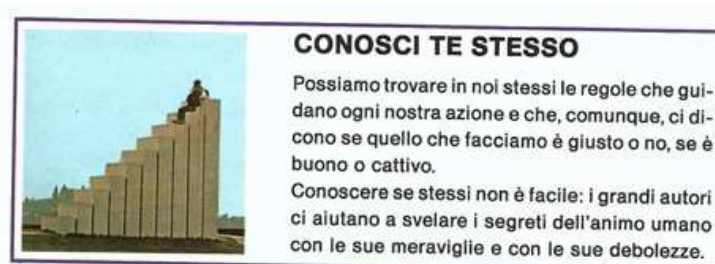 CONOSCI TE STESSO
Possiamo trovare in noi stessi le regole che gui-
dano ogni nostra azione e che, comunque, ci di-
cono se quello che facciamo è giusto o no, se è
buono o cattivo.
Conoscere se stessi non è facile: i grandi autori
ci aiutano a svelare i segreti dell'animo umano
con le sue meraviglie e con le sue debolezze.